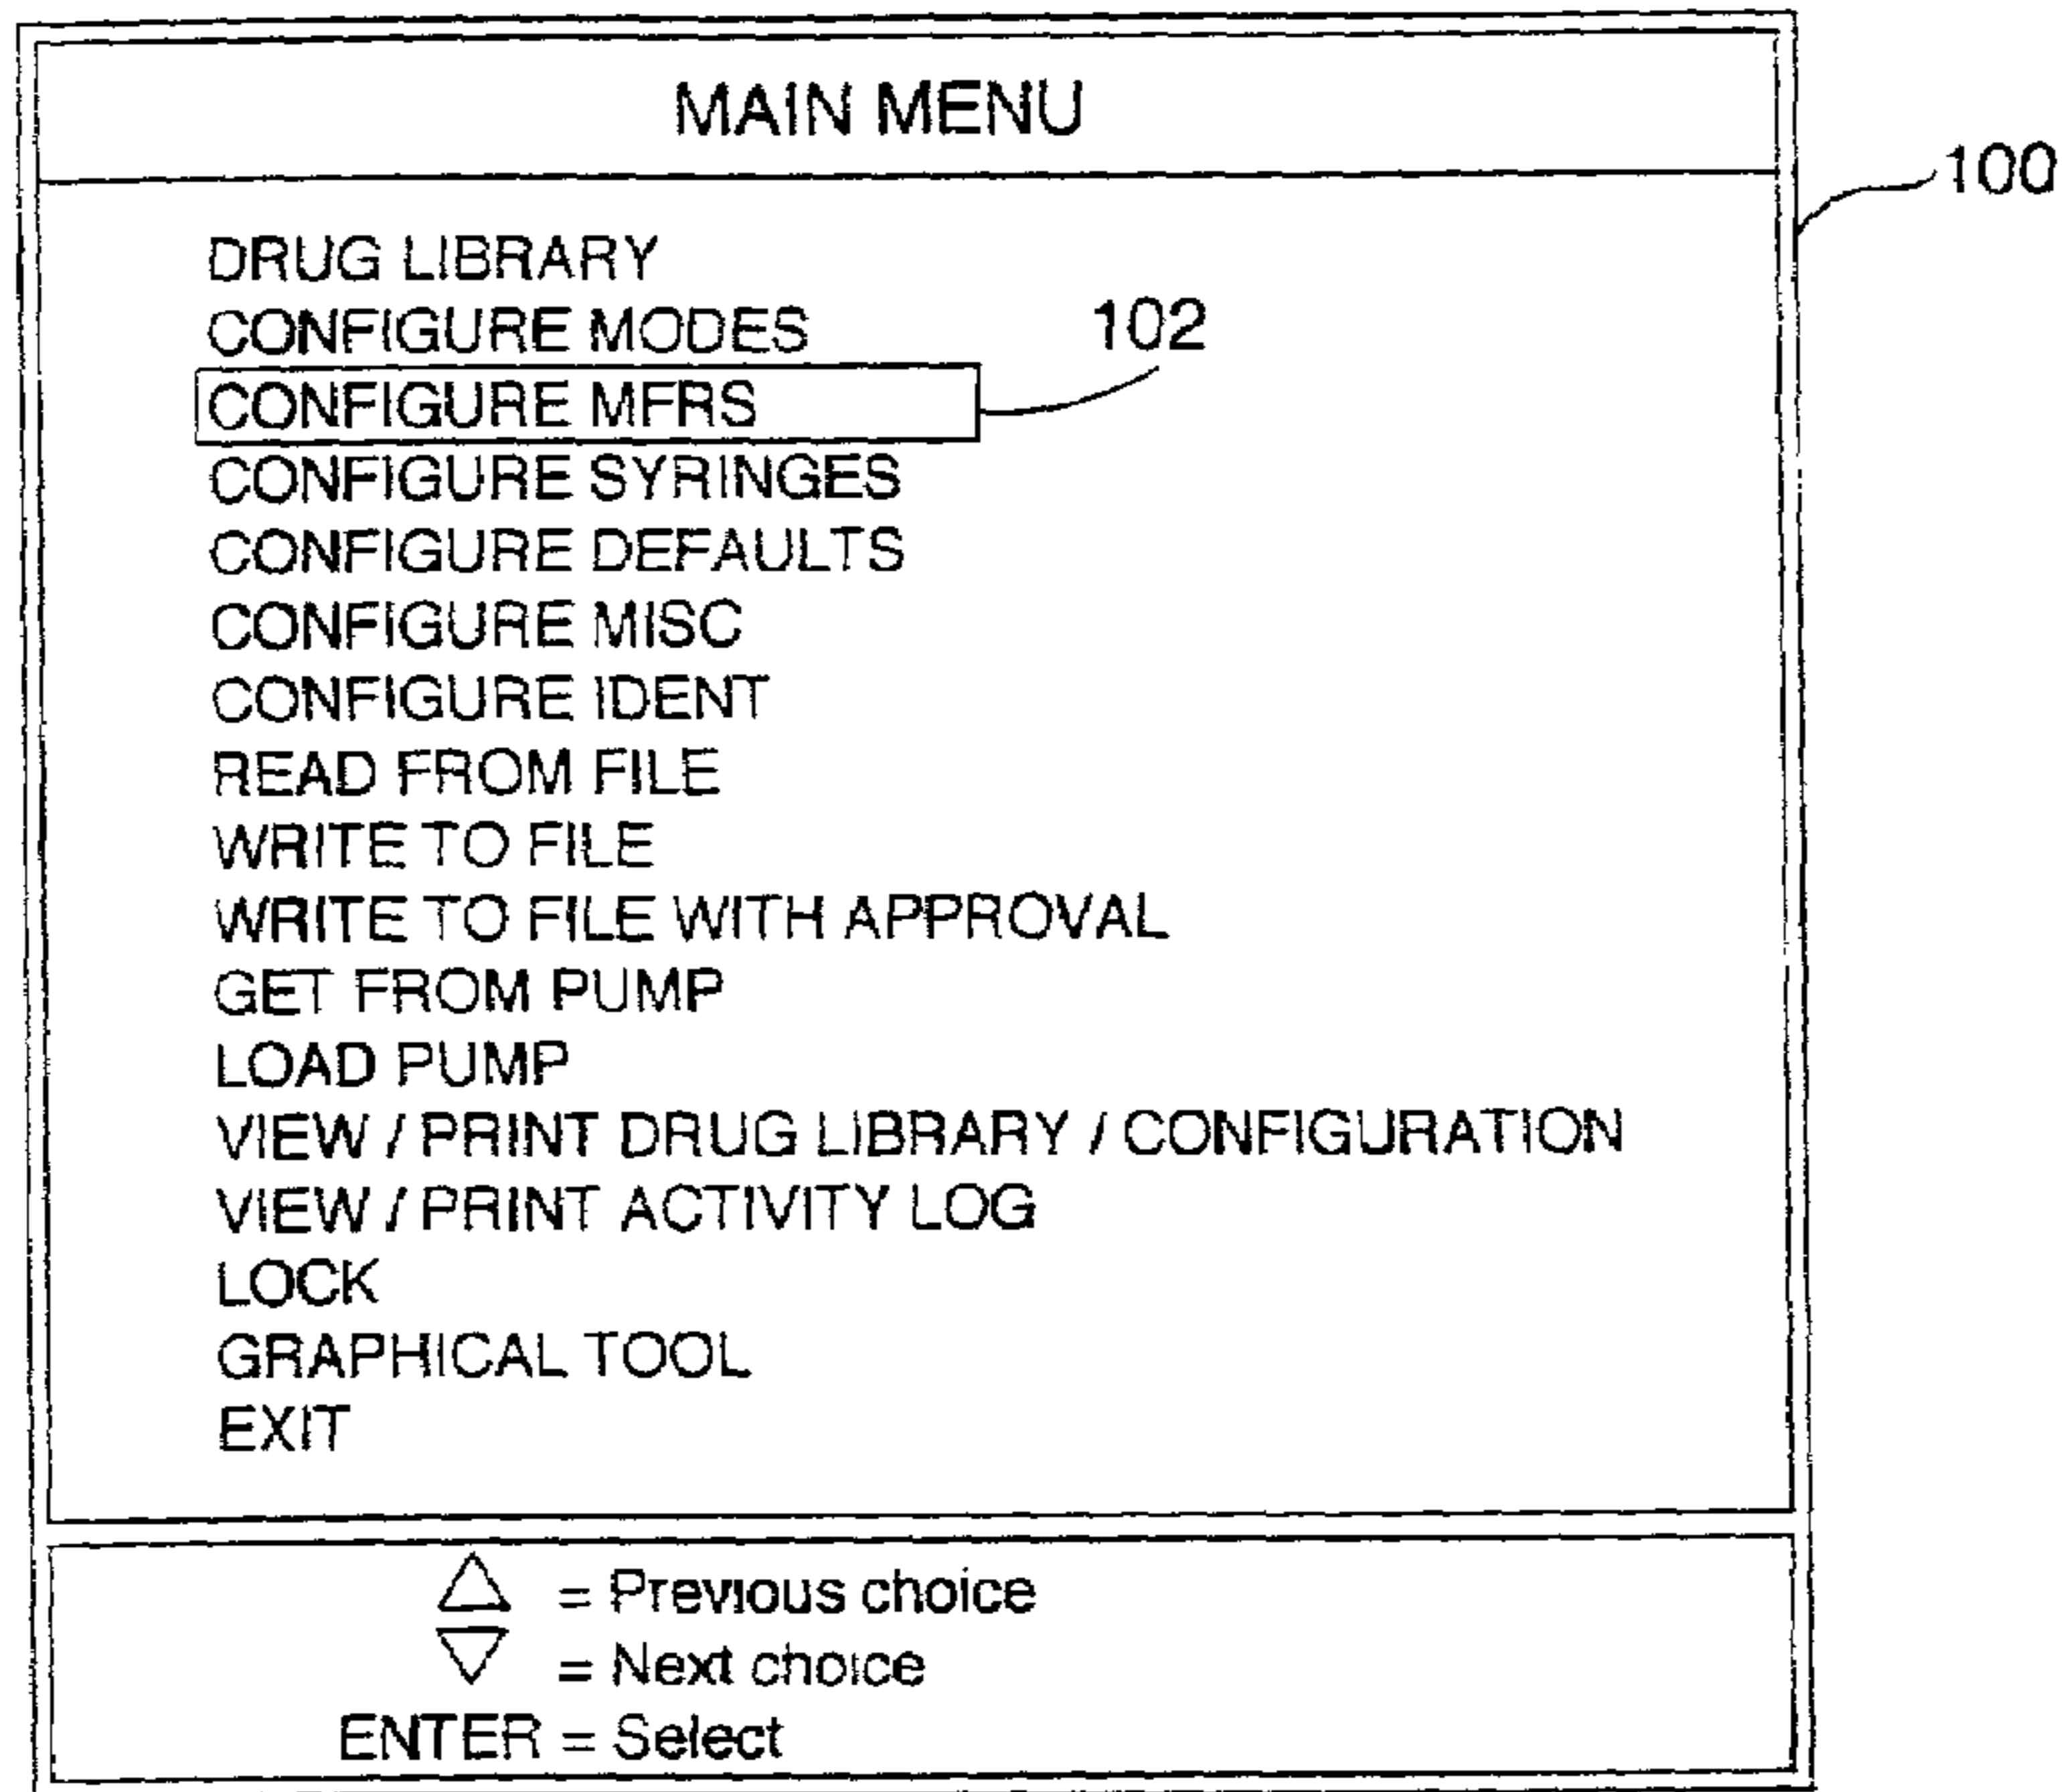 MAIN MENU
100
DRUG LIBRARY
CONFIGURE MODES
102
CONFIGURE MFRS
CONFIGURE SYRINGES
CONFIGURE DEFAULTS
CONFIGURE MISC
CONFIGURE IDENT
READ FROM FILE
WRITE TO FILE
WRITE TO FILE WITH APPROVAL
GET FROM PUMP
LOAD PUMP
VIEW / PRINT DRUG LIBRARY / CONFIGURATION
VIEW / PRINT ACTIVITY LOG
LOCK
GRAPHICAL TOOL
EXIT
△ = Previous choice
▽ = Next choice
ENTER = Select